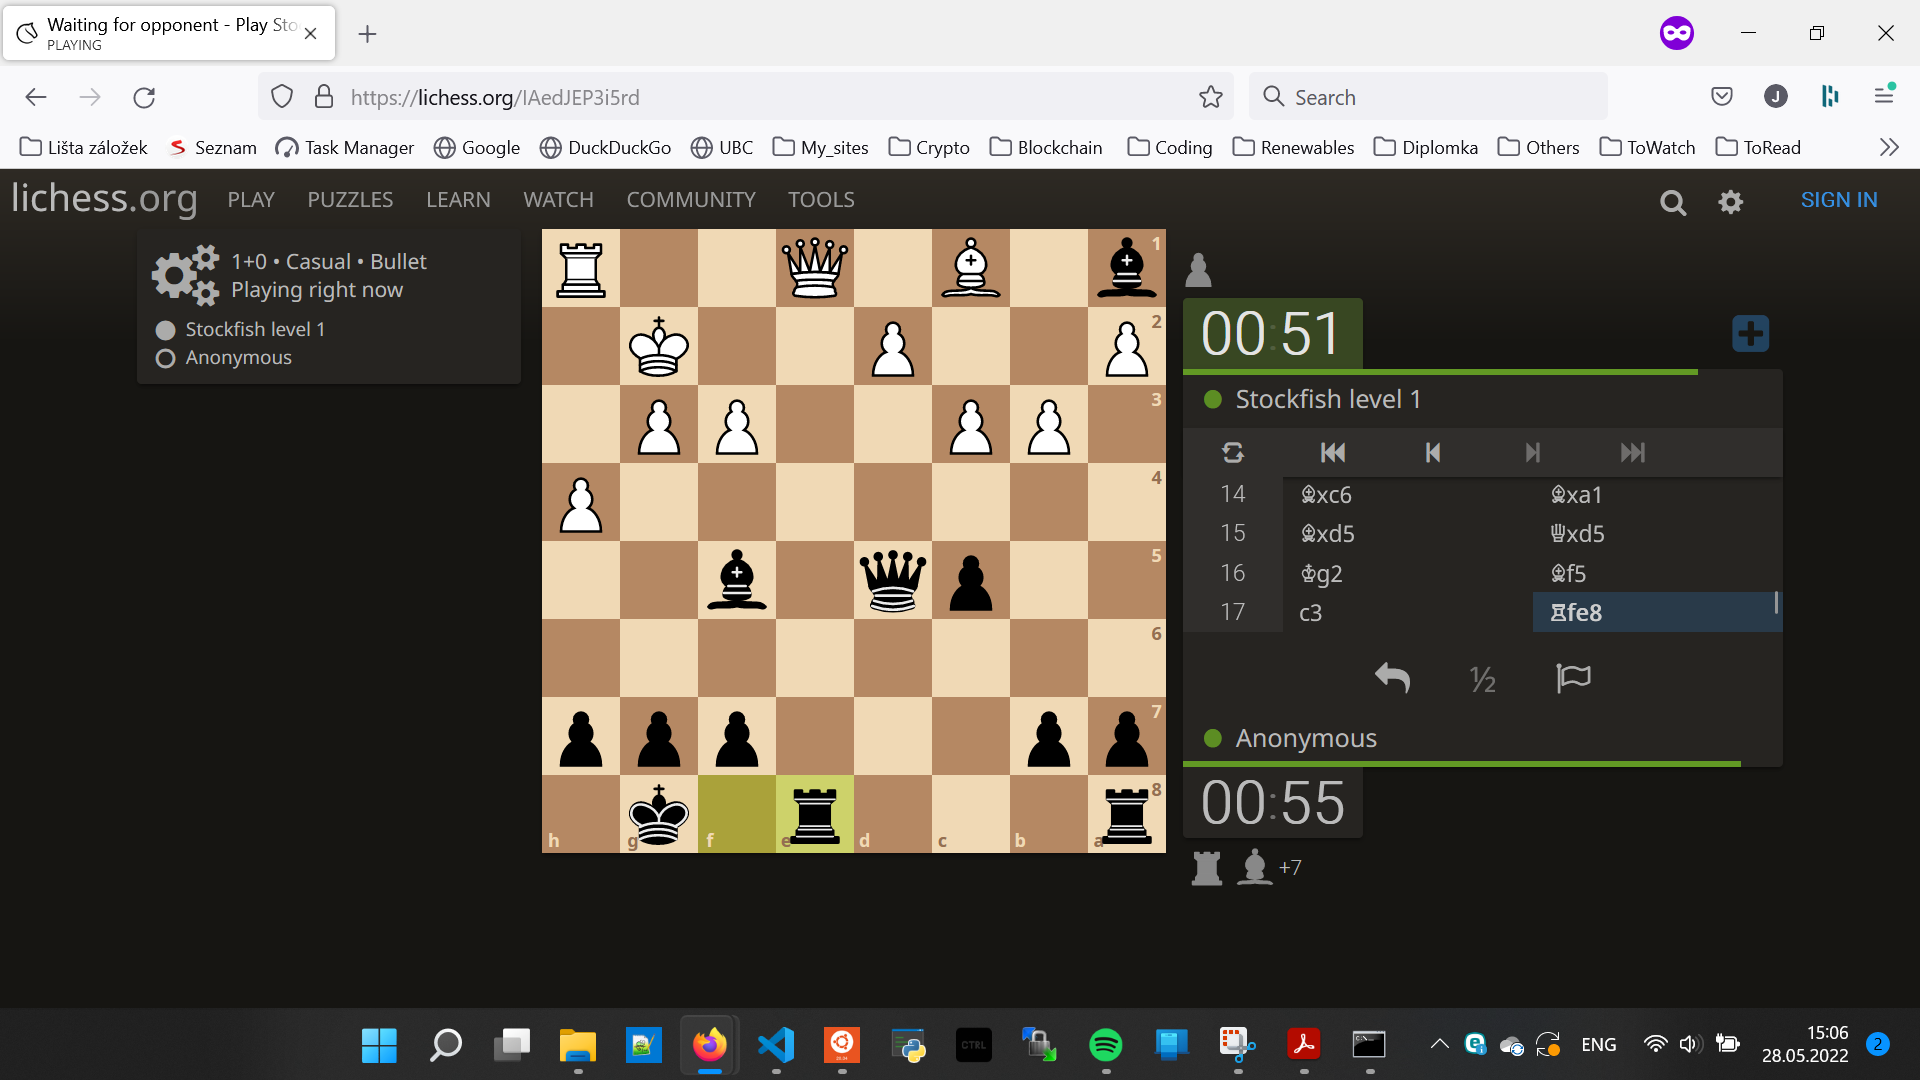 Waiting for opponent - Play Sto
PLAYING
https://lichess.org/IAedJEP3i5rd
Search
J
Lišta záložek
Seznam
Task Manager
Google
DuckDuckGo
UBC
My_sites
Crypto
Blockchain
Coding
Renewables
Diplomka
Others
ToWatch
ToRead
lichess.org
PLAY
PUZZLES
LEARN
WATCH
COMMUNITY
TOOLS
SIGN IN
1+0 • Casual • Bullet
Playing right now
Stockfish level 1
Anonymous
1
2
3
4
5
6
7
8
h
g
f
e
d
c
b
a
00:51
Stockfish level 1
14 ♗xc6 ♗xa1
15 ♗xd5 ♕xd5
16 ♔g2 ♗f5
17 c3 ♖fe8
½
Anonymous
00:55
+7
CTRL
ENG
15:06
28.05.2022
2